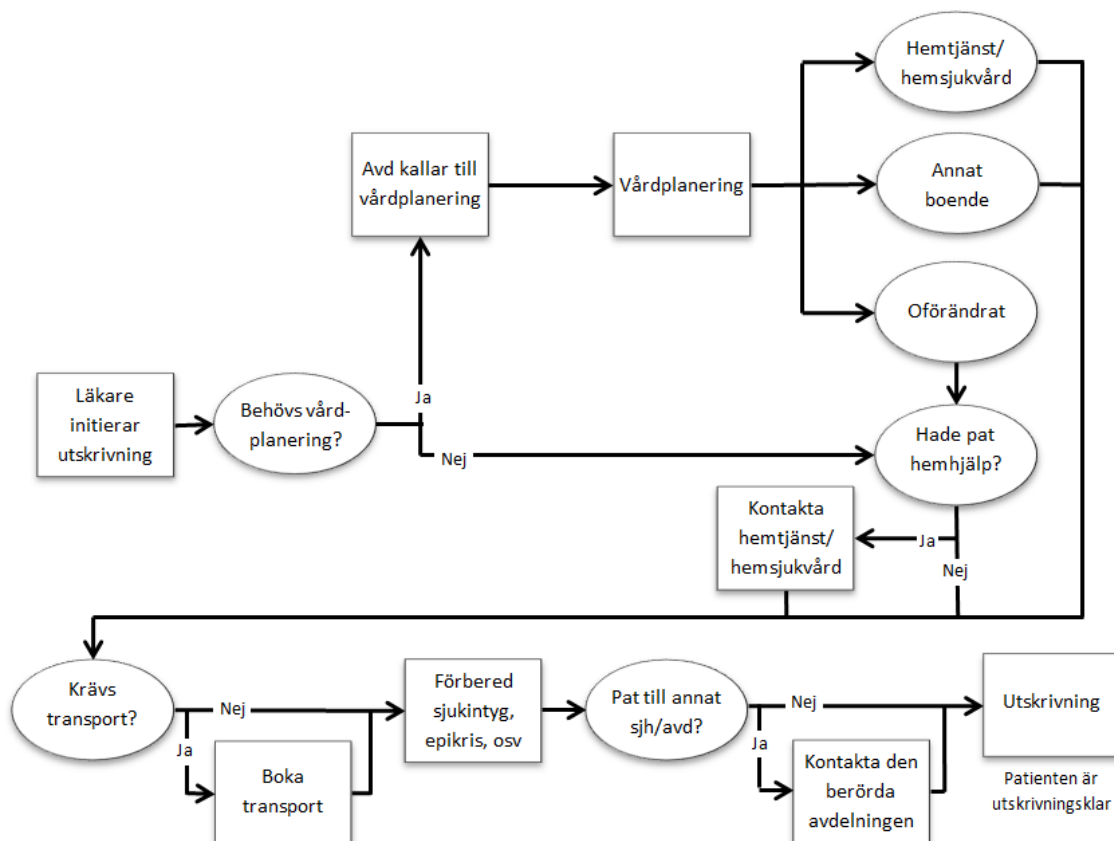 Hemtjänst/
hemsjukvård
Avd kallar till
vårdplanering
Vårdplanering
Annat
boende
Oförändrat
Läkare
initierar
utskrivning
Behövs vård-
planering?
Ja
Nej
Hade pat
hemhjälp?
Kontakta
hemtjänst/
hemsjukvård
Ja
Nej
Krävs
transport?
Nej
Ja
Boka
transport
Förbered
sjukintyg,
epikris, osv
Pat till annat
sjh/avd?
Nej
Ja
Kontakta den
berörda
avdelningen
Utskrivning
Patienten är
utskrivningsklar